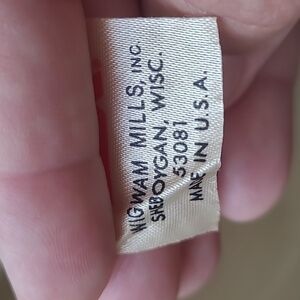 WIGWAM MILLS, INC.
SHEBOYGAN, WISC.
53081
MADE IN U.S.A.